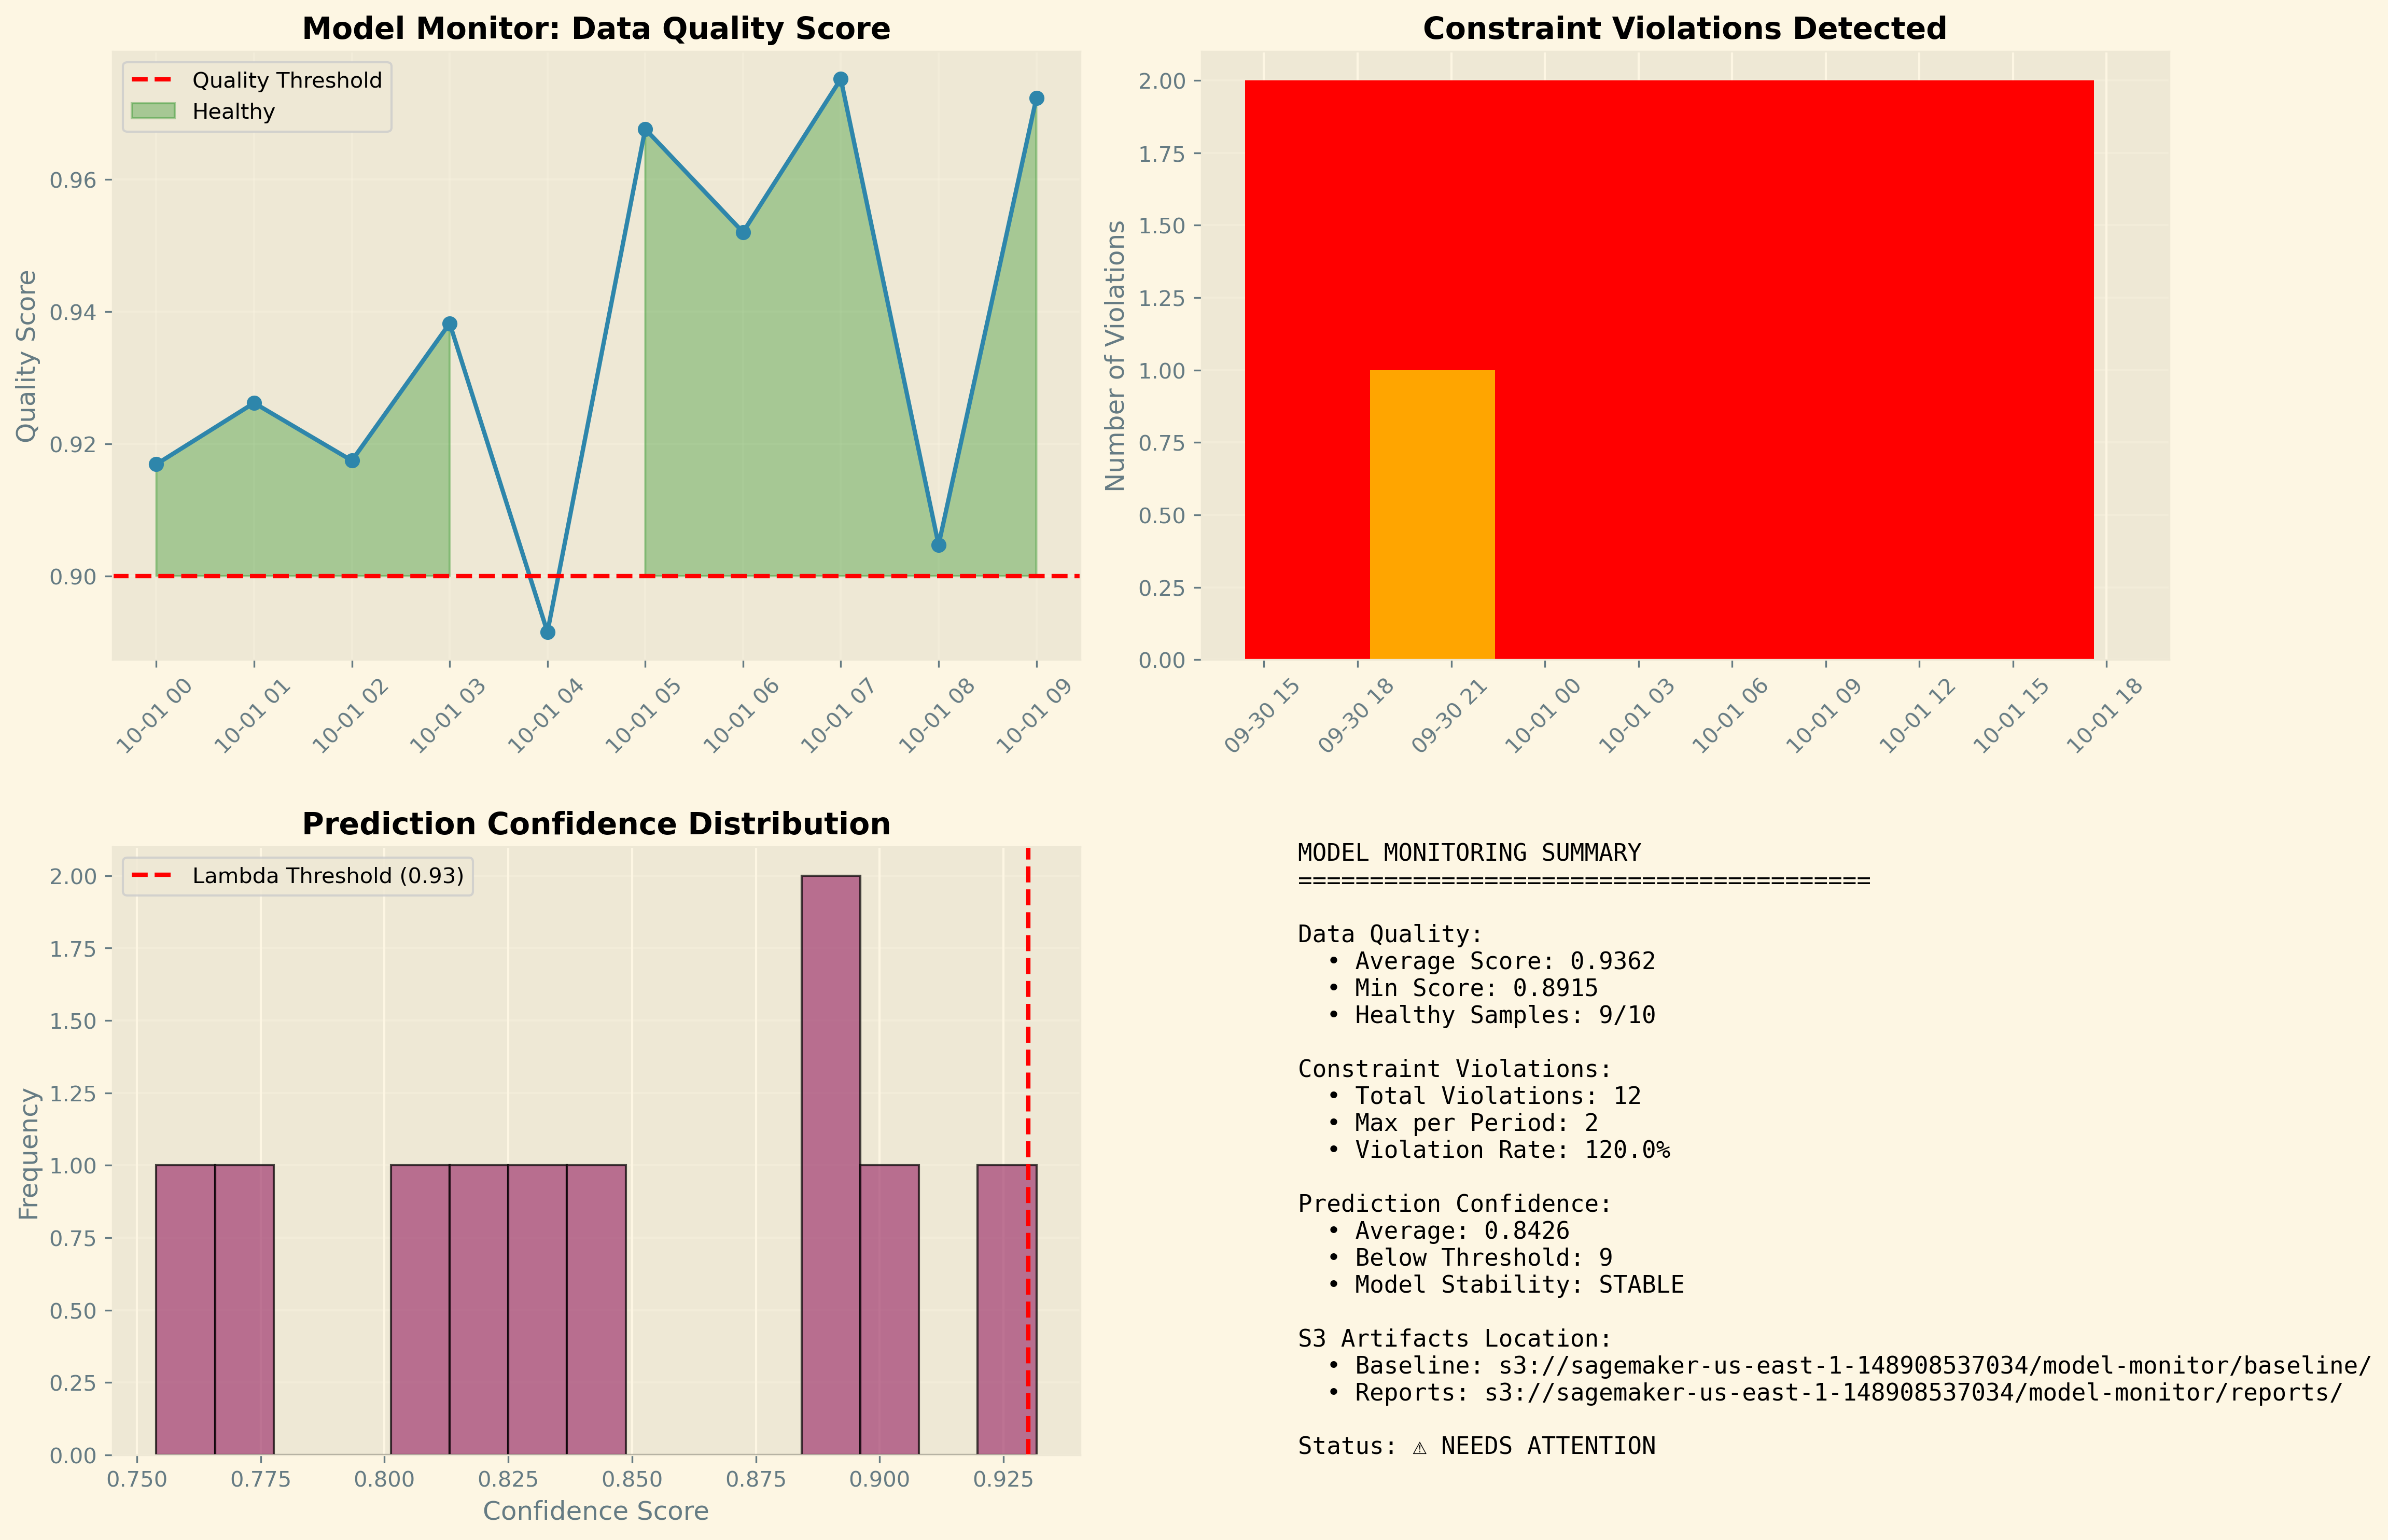 Model Monitor: Data Quality Score
Quality Threshold
Healthy
Quality Score
0.96
0.94
0.92
0.90
10-01 00
10-01 01
10-01 02
10-01 03
10-01 04
10-01 05
10-01 06
10-01 07
10-01 08
10-01 09
Constraint Violations Detected
Number of Violations
2.00
1.75
1.50
1.25
1.00
0.75
0.50
0.25
0.00
09-30 15
09-30 18
09-30 21
10-01 00
10-01 03
10-01 06
10-01 09
10-01 12
10-01 15
10-01 18
Prediction Confidence Distribution
Lambda Threshold (0.93)
Frequency
2.00
1.75
1.50
1.25
1.00
0.75
0.50
0.25
0.00
0.750
0.775
0.800
0.825
0.850
0.875
0.900
0.925
Confidence Score
MODEL MONITORING SUMMARY
========================================
Data Quality:
• Average Score: 0.9362
• Min Score: 0.8915
• Healthy Samples: 9/10
Constraint Violations:
• Total Violations: 12
• Max per Period: 2
• Violation Rate: 120.0%
Prediction Confidence:
• Average: 0.8426
• Below Threshold: 9
• Model Stability: STABLE
S3 Artifacts Location:
• Baseline: s3://sagemaker-us-east-1-148908537034/model-monitor/baseline/
• Reports: s3://sagemaker-us-east-1-148908537034/model-monitor/reports/
Status: ⚠ NEEDS ATTENTION